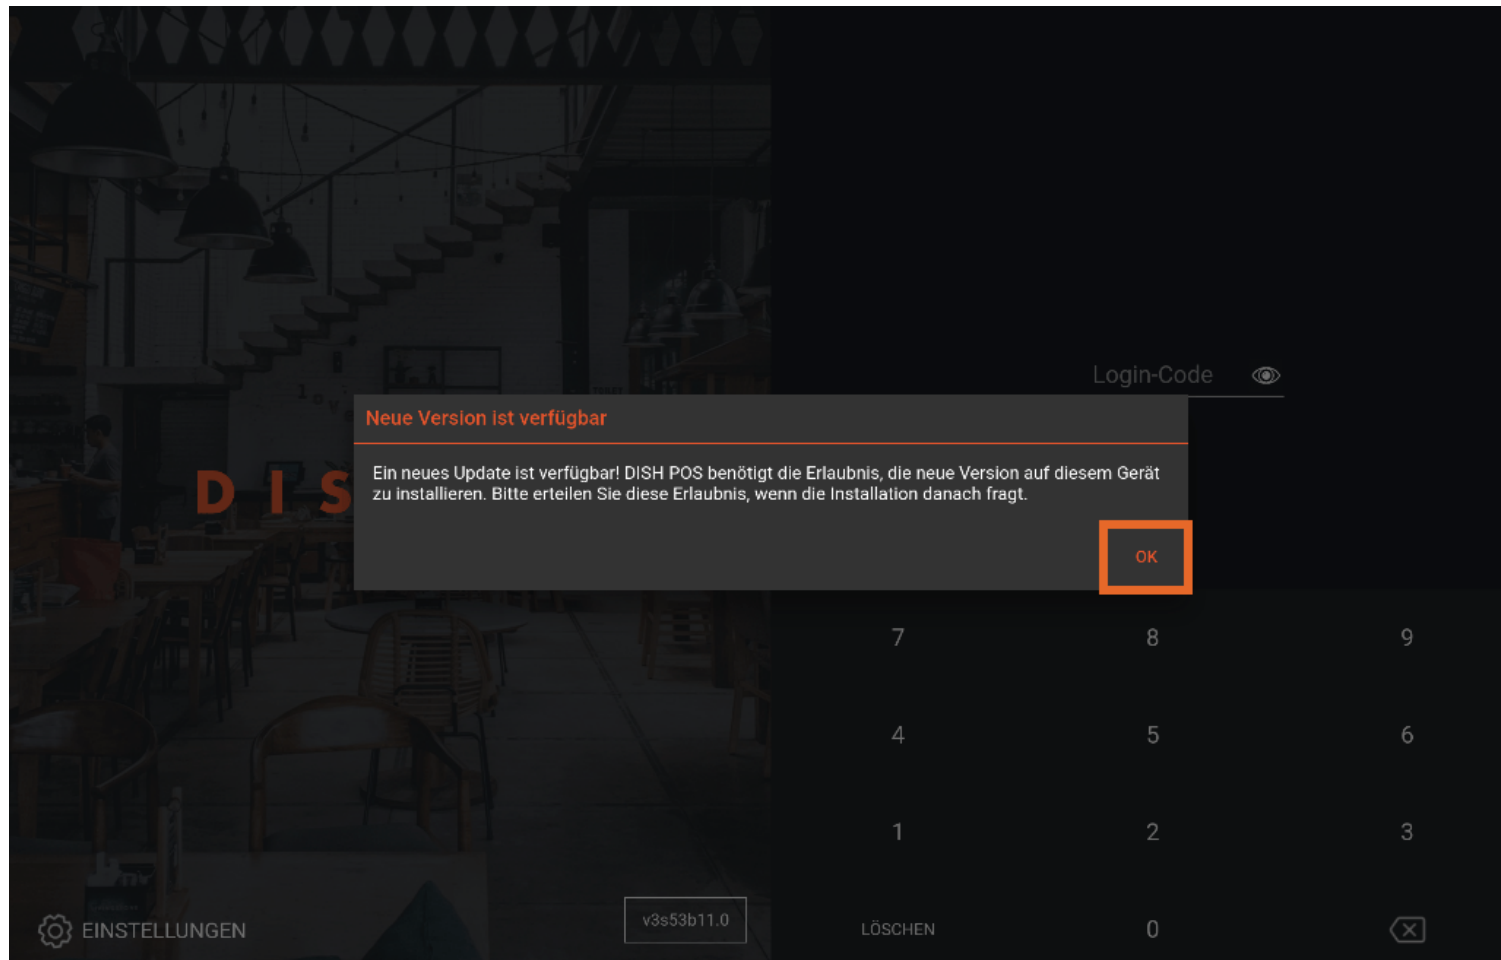 Login-Code
Neue Version ist verfügbar
Ein neues Update ist verfügbar! DISH POS benötigt die Erlaubnis, die neue Version auf diesem Gerät
zu installieren. Bitte erteilen Sie diese Erlaubnis, wenn die Installation danach fragt.
DIS
OK
7 8 9
4 5 6
1 2 3
EINSTELLUNGEN v3s53b11.0 LÖSCHEN 0